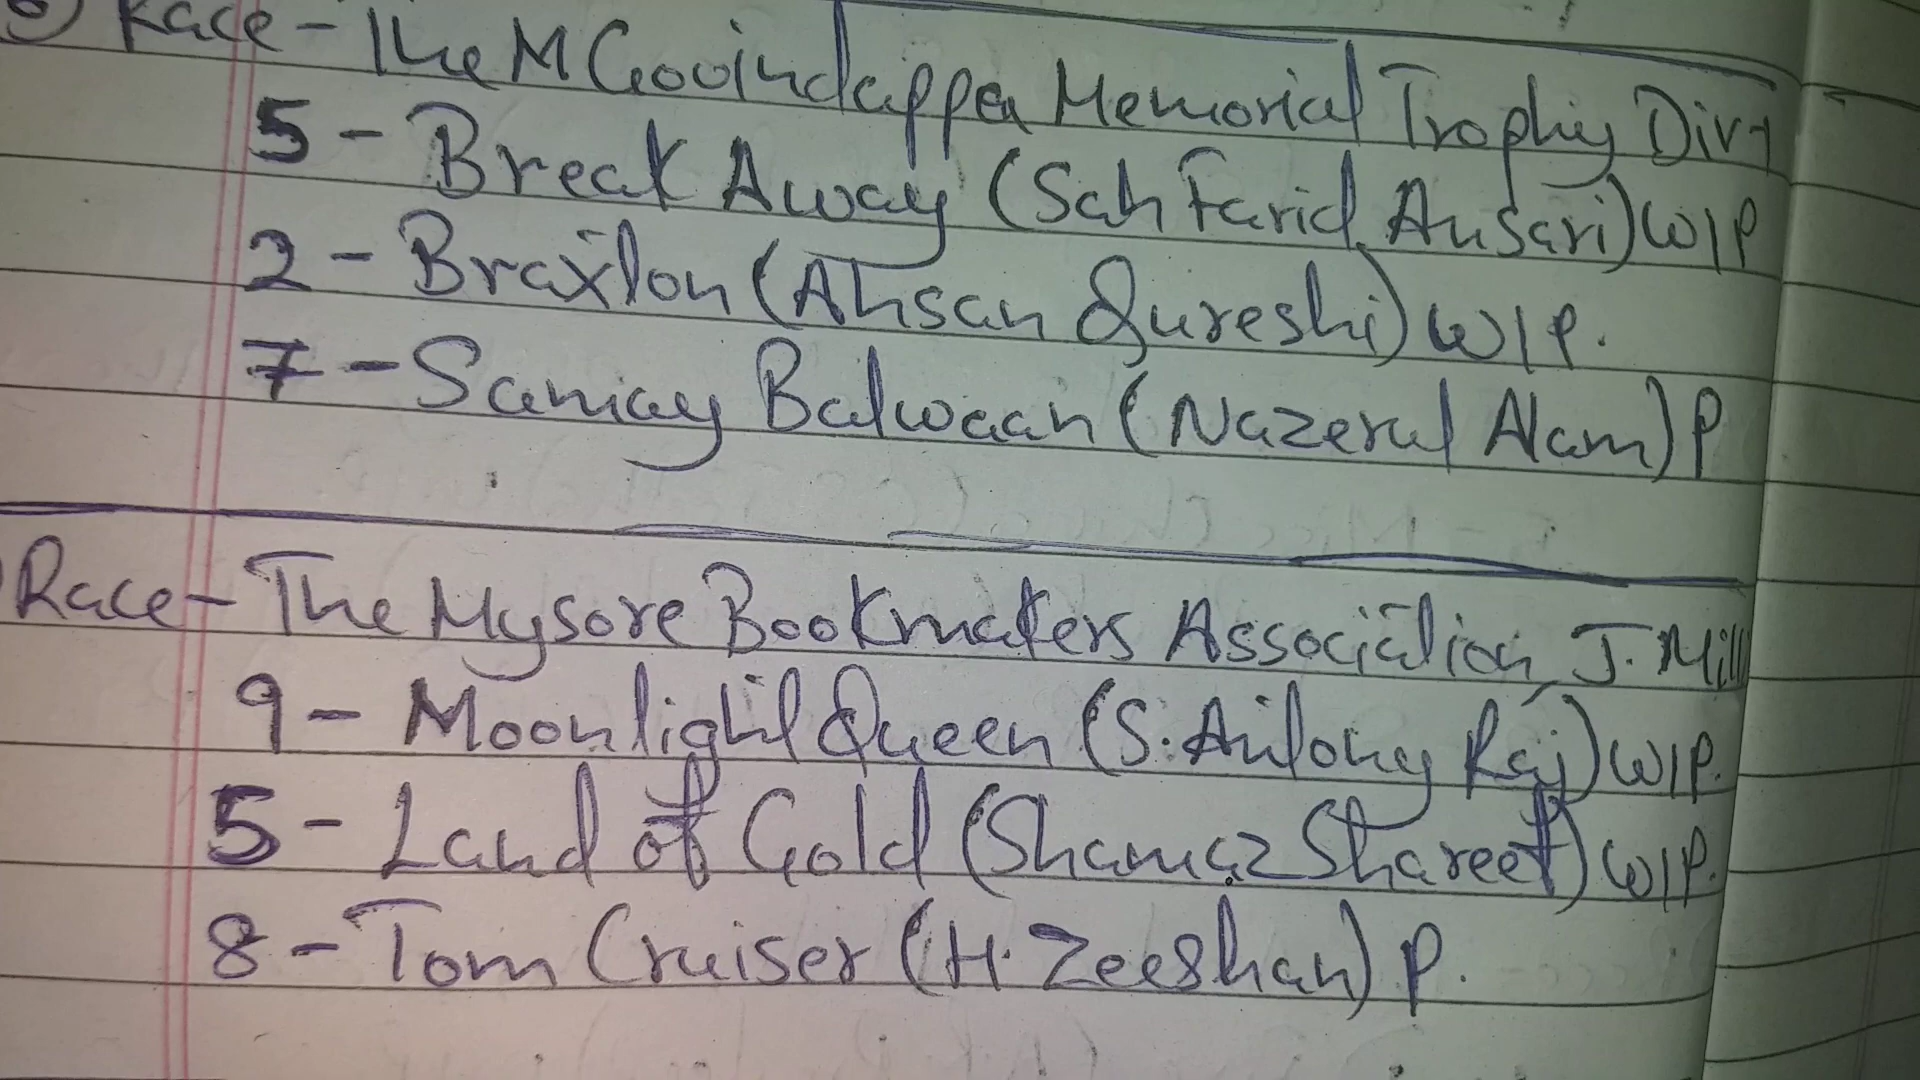 Race - The M Govindappa Memorial Trophy Div 1
5 - Break Away (Sah Farid Ansari) W/P
2 - Braxton (Ahsan Qureshi) W/P.
7 - Samay Balwaan (Nazerul Alam) P
Race - The Mysore Bookmakers Association J. Mill
9 - Moonlight Queen (S. Antony Raj) W/P.
5 - Land of Gold (Shareef) W/P.
8 - Tom Cruiser (H. Zeeshan) P.